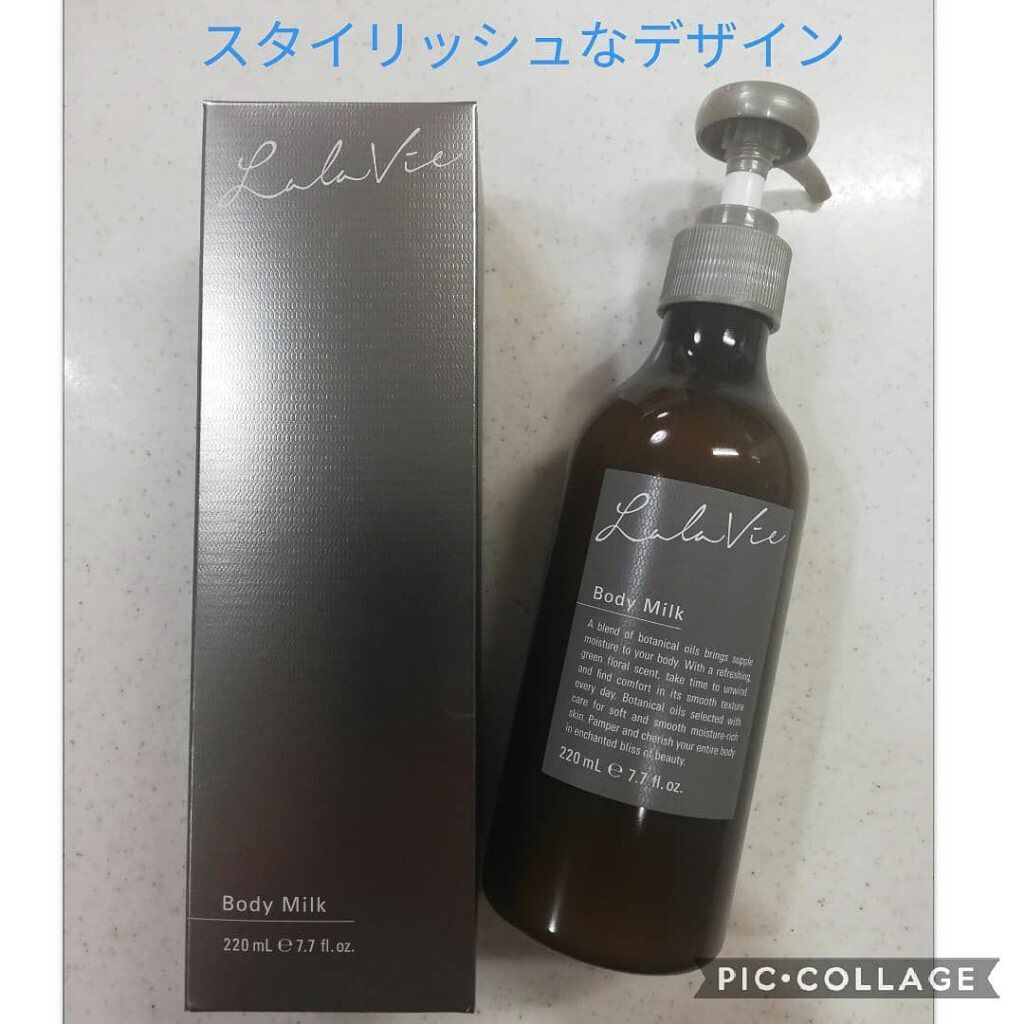 スタイリッシュなデザイン
LalaVie
Body Milk
220 mL ℮ 7.7 fl. oz.
LalaVie
Body Milk
A blend of botanical oils brings supple
moisture to your body. With a refreshing
green floral scent, take time to unwind
and find comfort in its smooth texture
every day. Botanical oils selected with
care for soft and smooth moisture-rich
skin. Pamper and cherish your entire body
in enchanted bliss of beauty.
220 mL ℮ 7.7 fl. oz.
PIC•COLLAGE